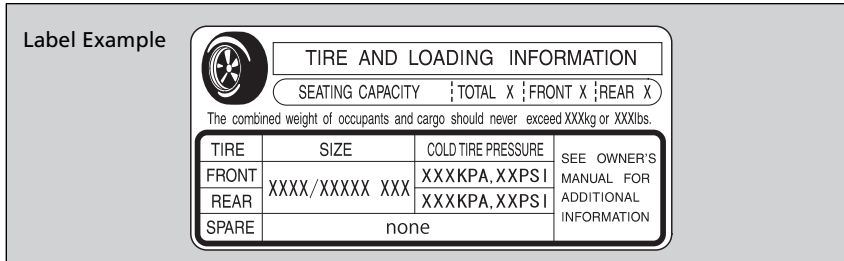 Label Example
TIRE AND LOADING INFORMATION
SEATING CAPACITY TOTAL X FRONT X REAR X
The combined weight of occupants and cargo should never exceed XXXkg or XXXlbs.
TIRE SIZE COLD TIRE PRESSURE
FRONT XXXX/XXXXX XXX XXXKPA,XXPSI
REAR XXXKPA,XXPSI
SPARE none
SEE OWNER'S
MANUAL FOR
ADDITIONAL
INFORMATION